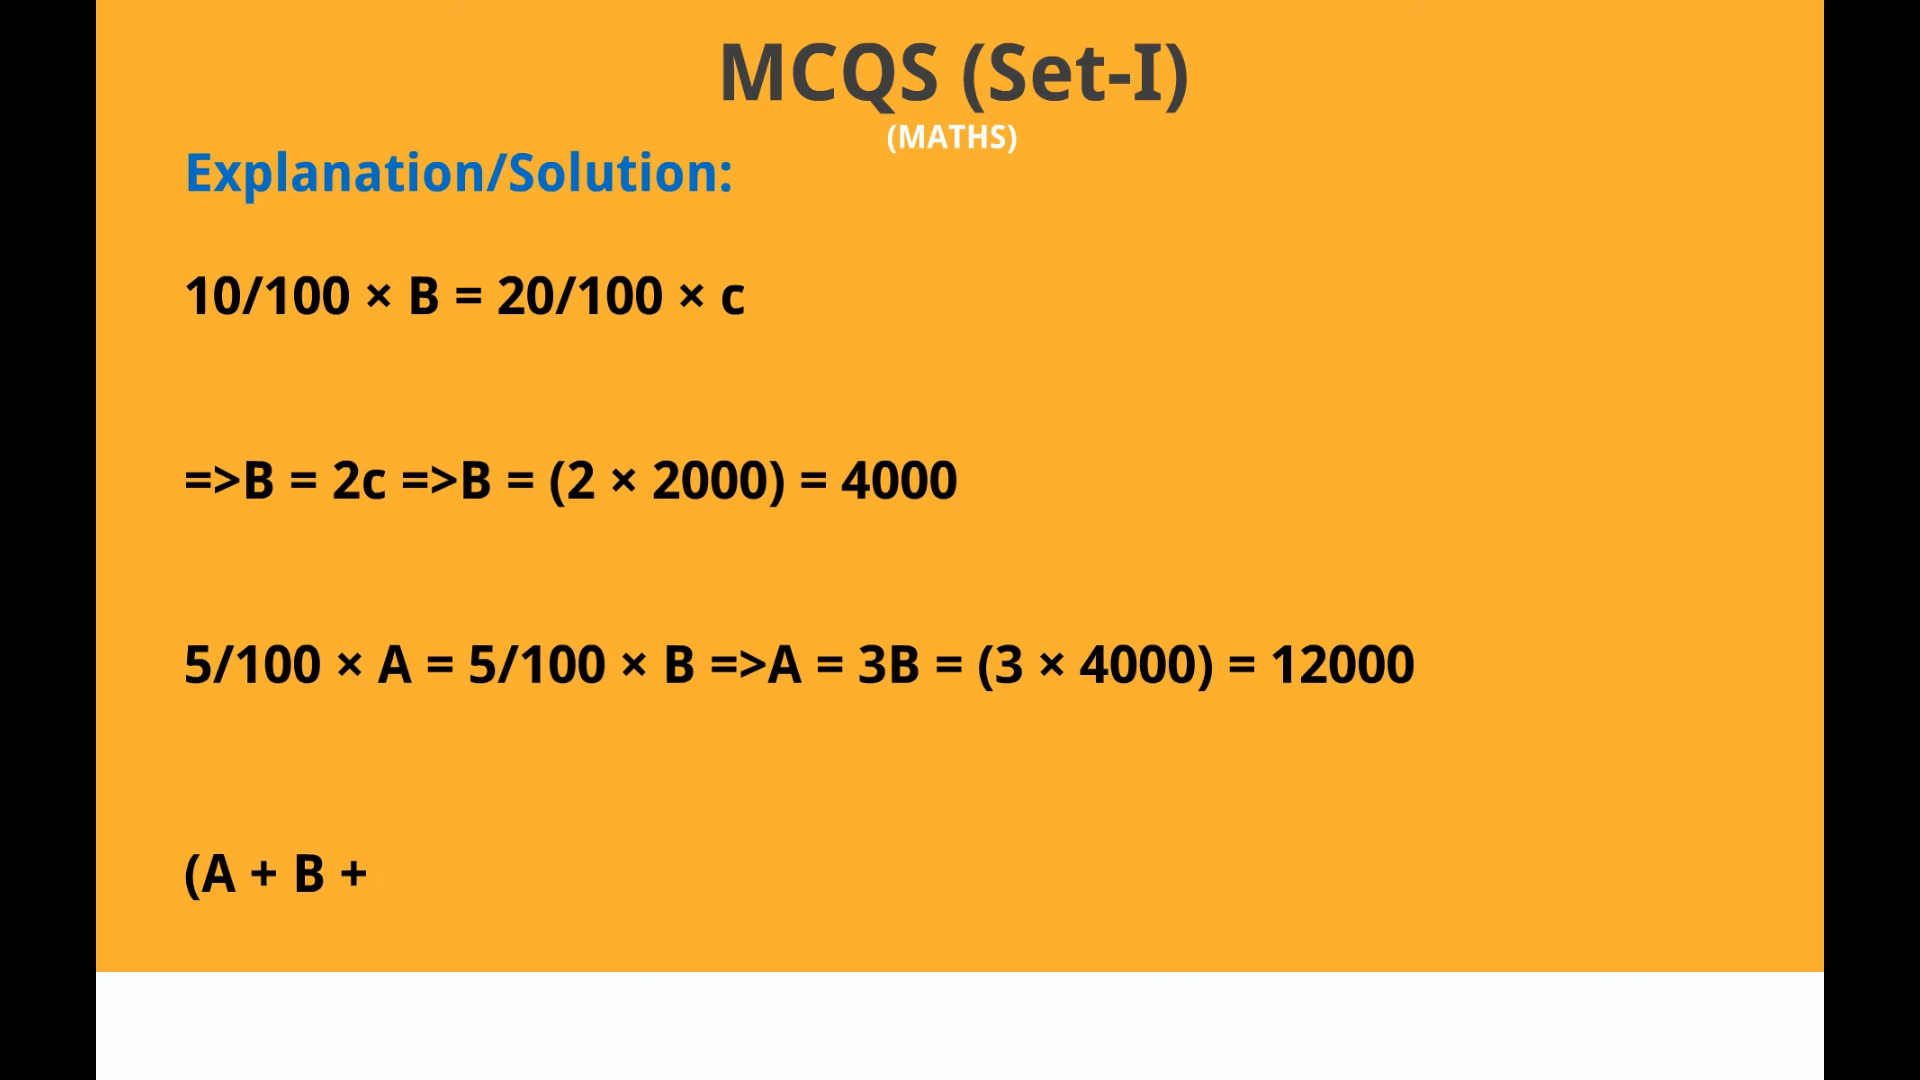 MCQS (Set-I)
(MATHS)
Explanation/Solution:
10/100 × B = 20/100 × c
=>B = 2c =>B = (2 × 2000) = 4000
5/100 × A = 5/100 × B =>A = 3B = (3 × 4000) = 12000
(A + B +